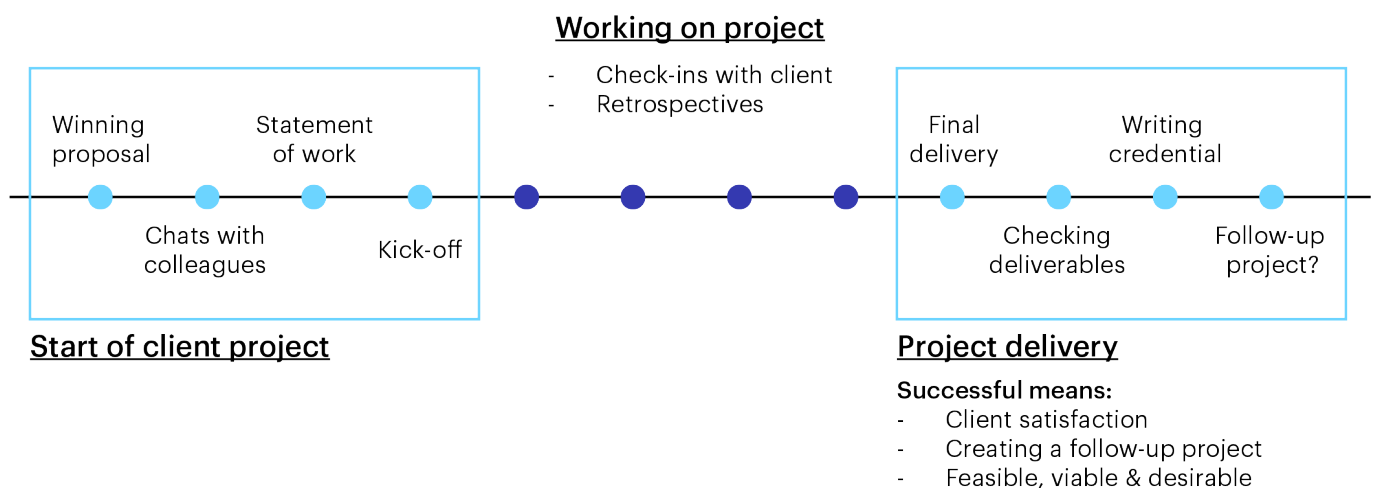 Working on project
- Check-ins with client
- Retrospectives
Winning
proposal
Statement
of work
Chats with
colleagues
Kick-off
Start of client project
Final
delivery
Writing
credential
Checking
deliverables
Follow-up
project?
Project delivery
Successful means:
- Client satisfaction
- Creating a follow-up project
- Feasible, viable & desirable